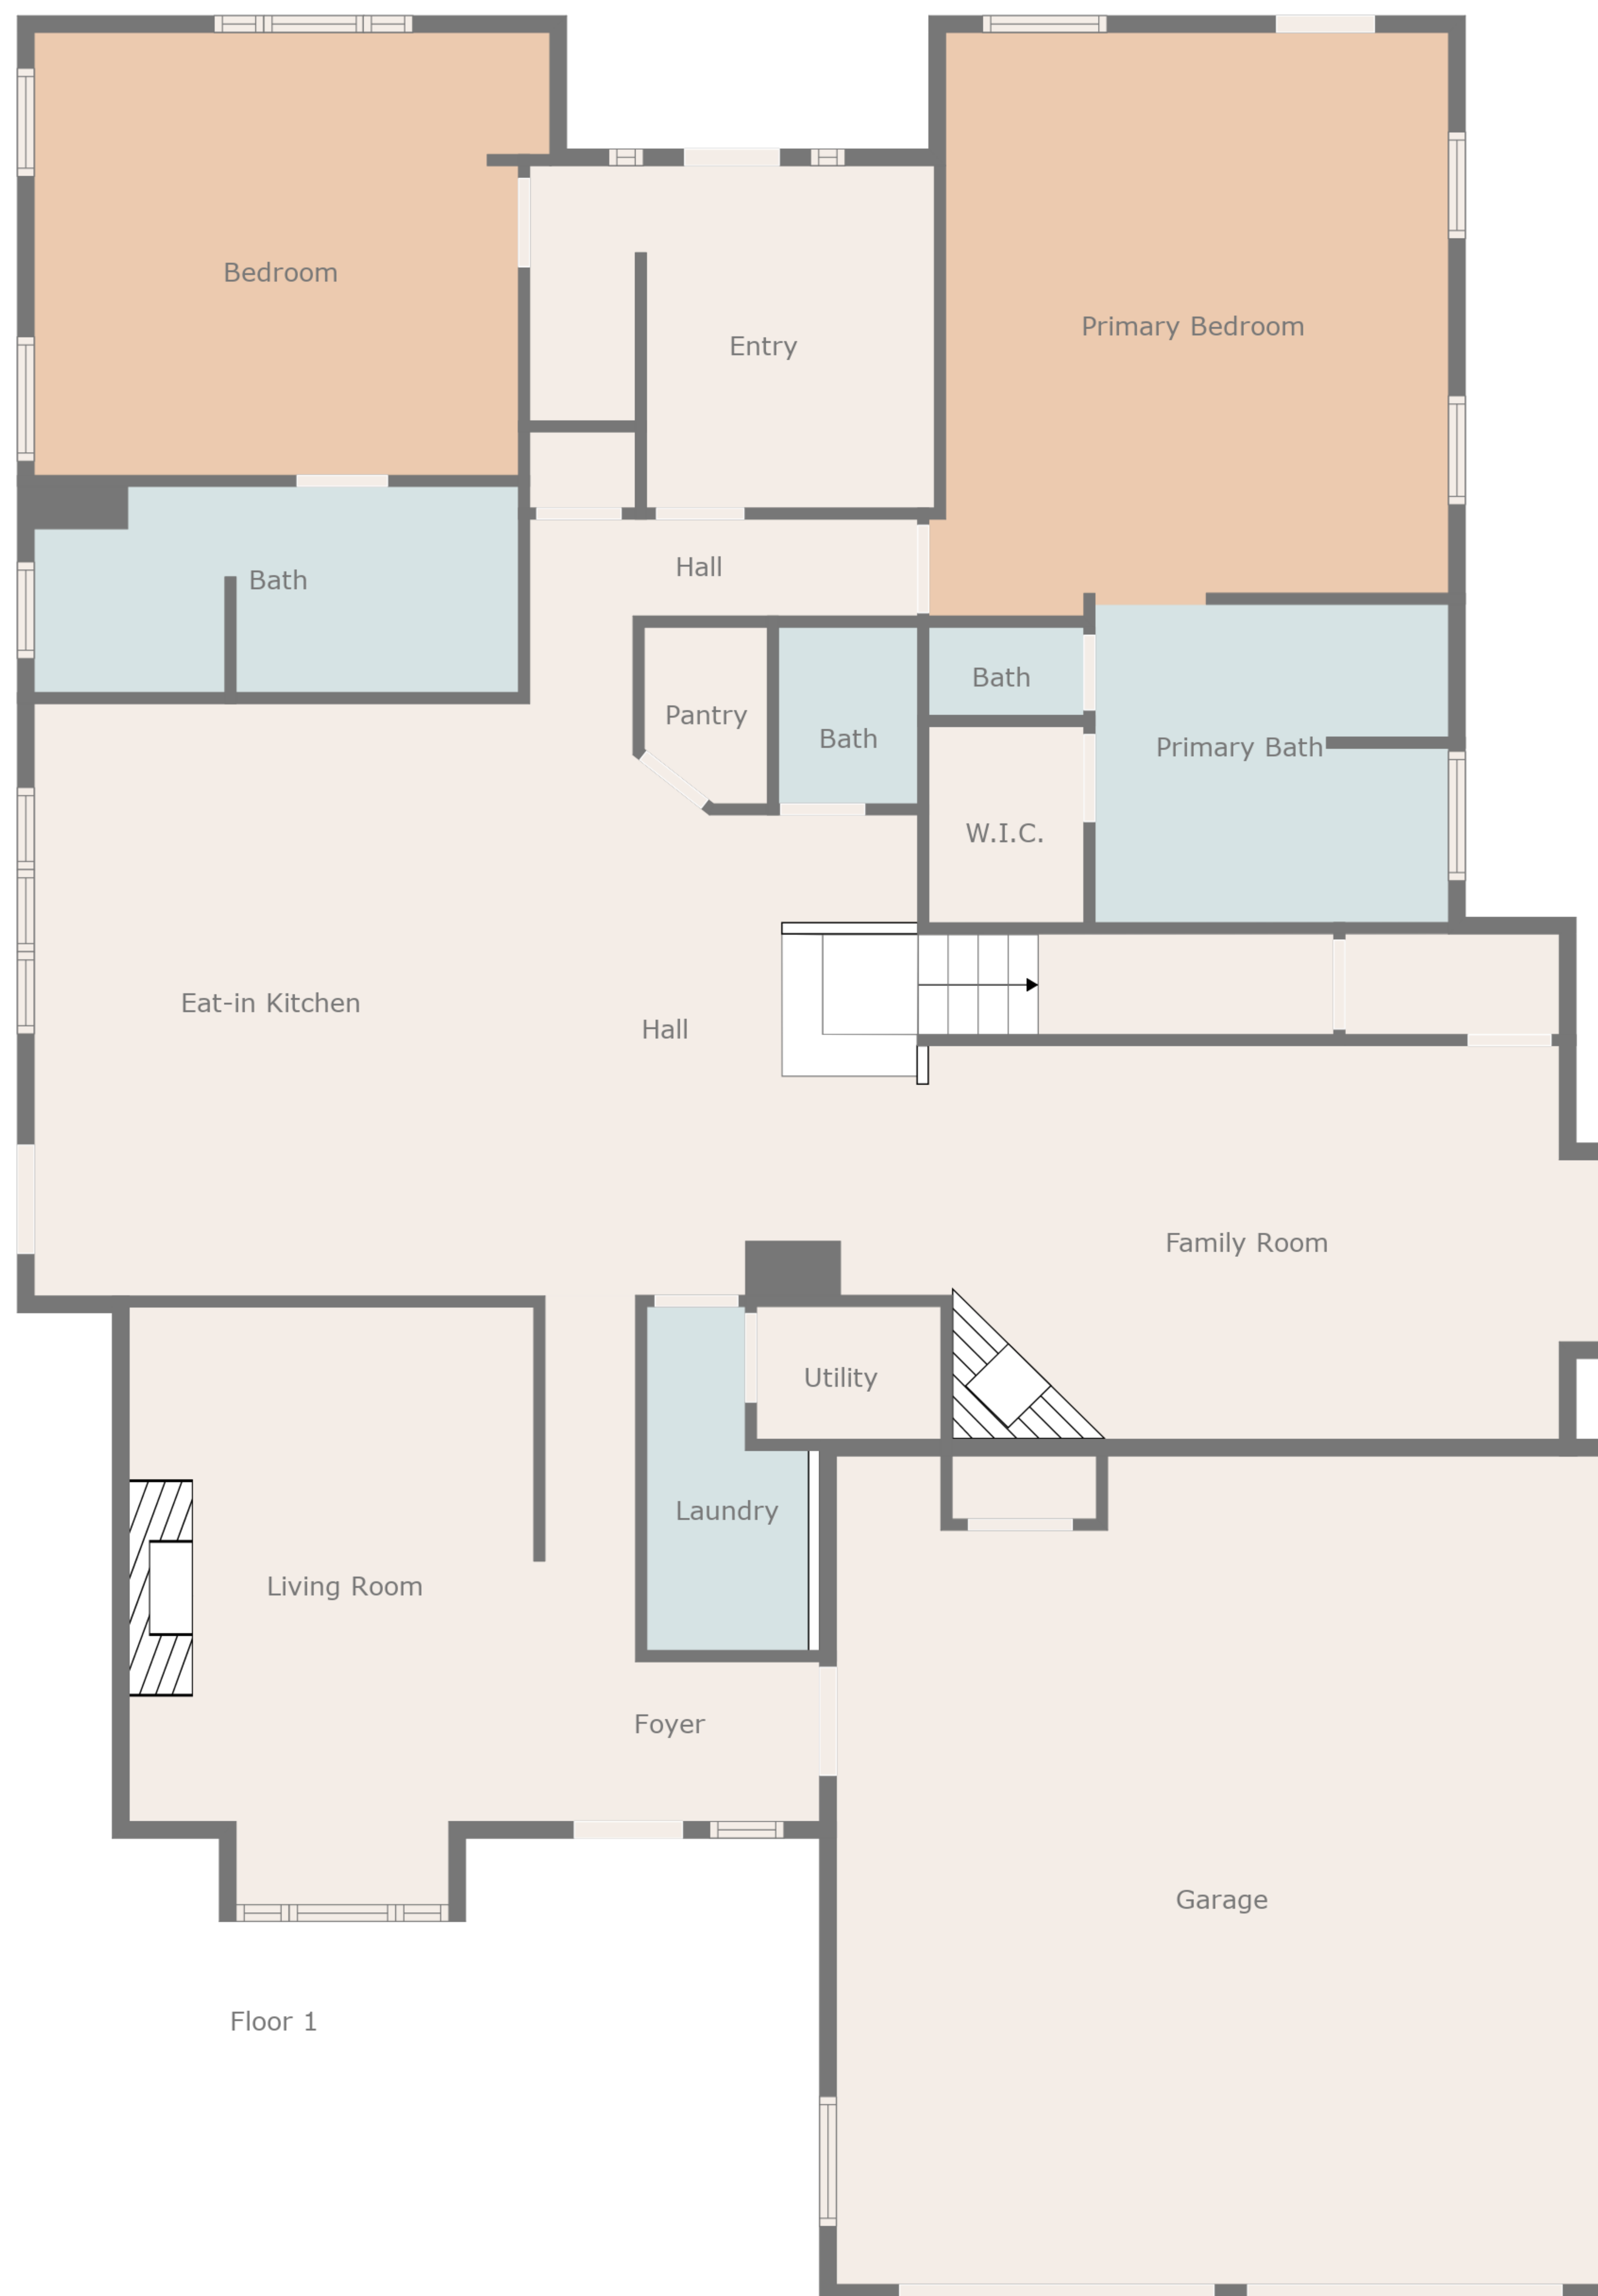 Bedroom
Primary Bedroom
Entry
Hall
Bath
Bath
Pantry
Bath
Primary Bath
W.I.C.
Eat-in Kitchen
Hall
Family Room
Utility
Laundry
Living Room
Foyer
Garage
Floor 1